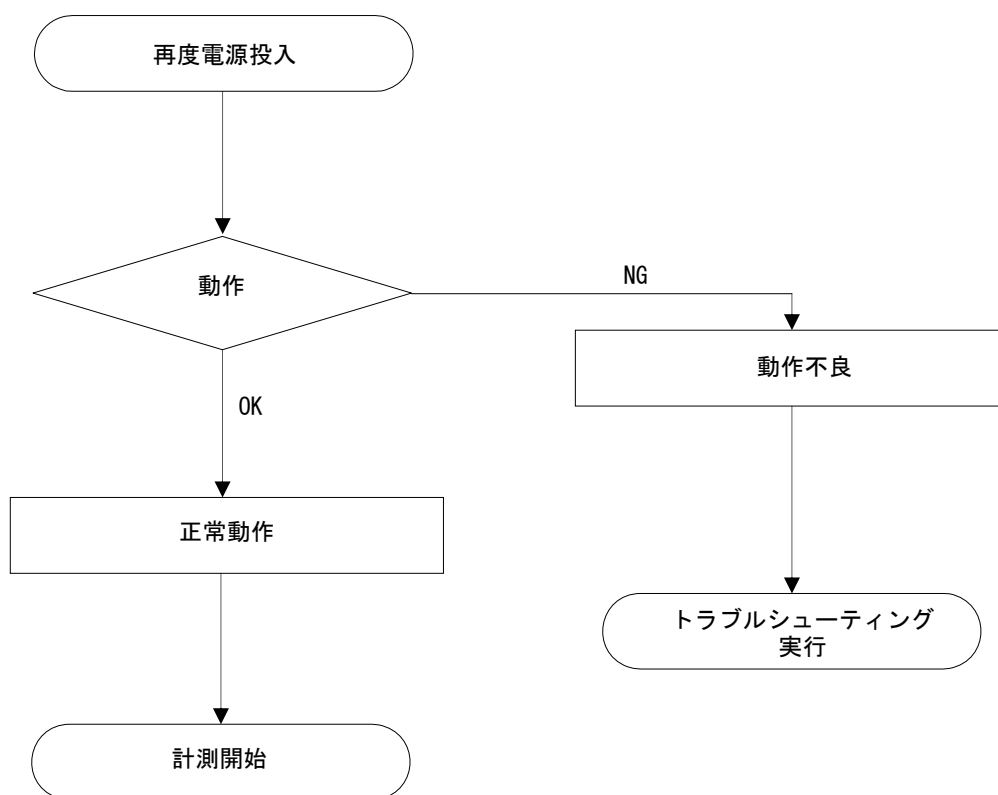 再度電源投入
動作
NG
動作不良
OK
正常動作
トラブルシューティング
実行
計測開始